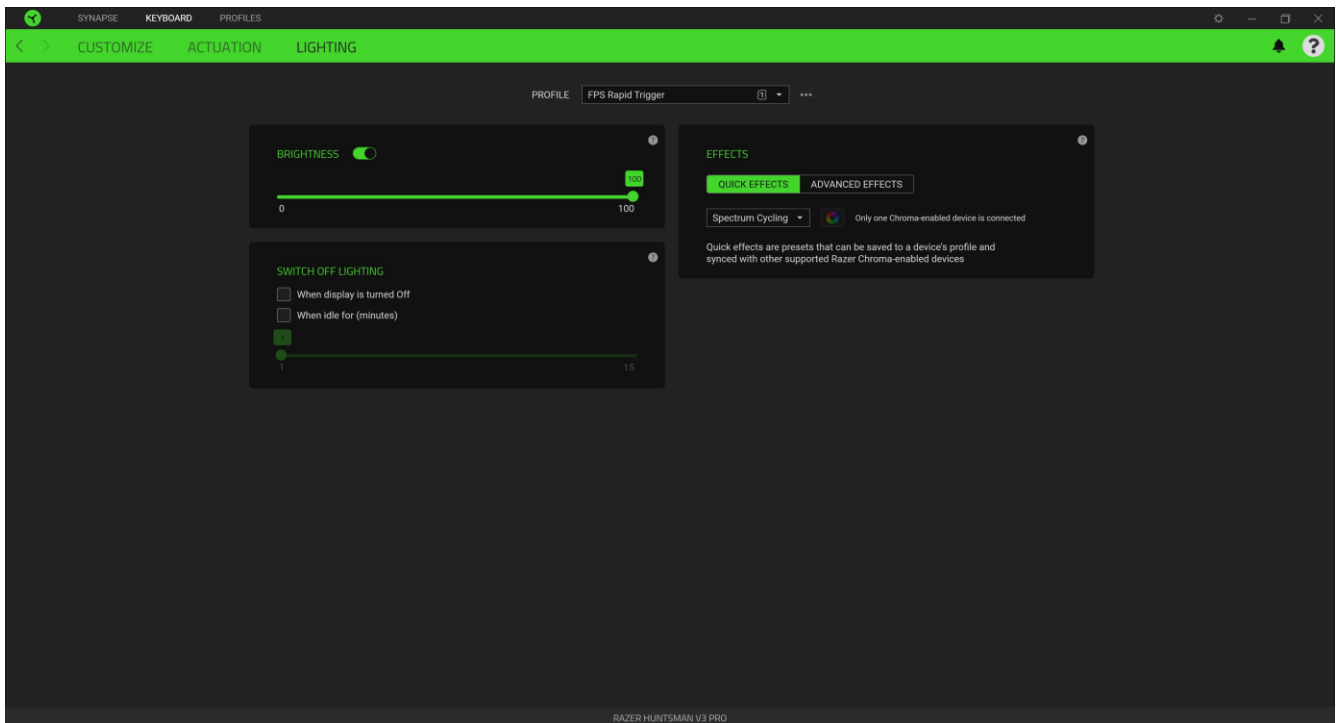 SYNAPSE KEYBOARD PROFILES
CUSTOMIZE ACTUATION LIGHTING
?
PROFILE FPS Rapid Trigger 1 •••
BRIGHTNESS
?
100
0 100
SWITCH OFF LIGHTING
?
When display is turned Off
When idle for (minutes)
1
1 15
EFFECTS
?
QUICK EFFECTS ADVANCED EFFECTS
Spectrum Cycling Only one Chroma-enabled device is connected
Quick effects are presets that can be saved to a device's profile and
synced with other supported Razer Chroma-enabled devices
RAZER HUNTSMAN V3 PRO